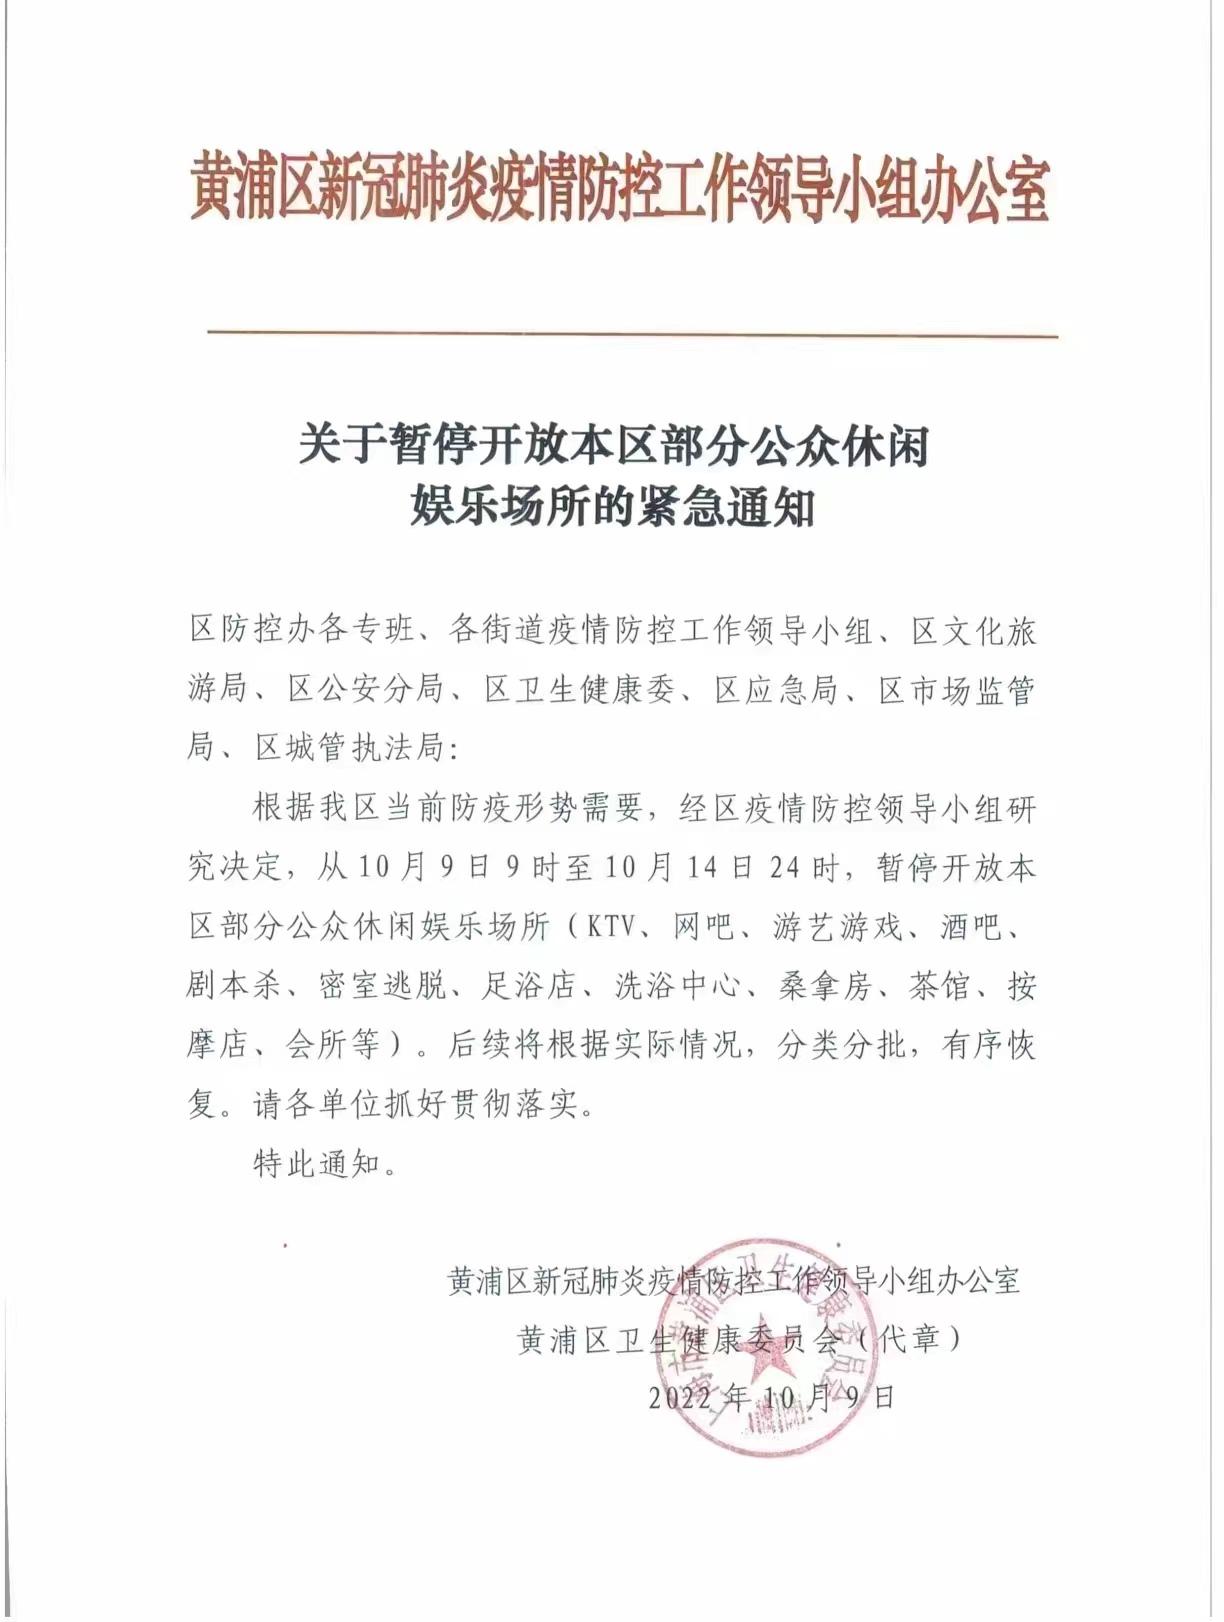 黄浦区新冠肺炎疫情防控工作领导小组办公室
关于暂停开放本区部分公众休闲
娱乐场所的紧急通知
区防控办各专班、各街道疫情防控工作领导小组、区文化旅
游局、区公安分局、区卫生健康委、区应急局、区市场监管
局、区城管执法局：
根据我区当前防疫形势需要，经区疫情防控领导小组研
究决定，从10月9日9时至10月14日24时，暂停开放本
区部分公众休闲娱乐场所（KTV、网吧、游艺游戏、酒吧、
剧本杀、密室逃脱、足浴店、洗浴中心、桑拿房、茶馆、按
摩店、会所等）。后续将根据实际情况，分类分批，有序恢
复。请各单位抓好贯彻落实。
特此通知。
黄浦区新冠肺炎疫情防控工作领导小组办公室
黄浦区卫生健康委员会（代章）
2022年10月9日
上海市黄浦区卫生健康委员会